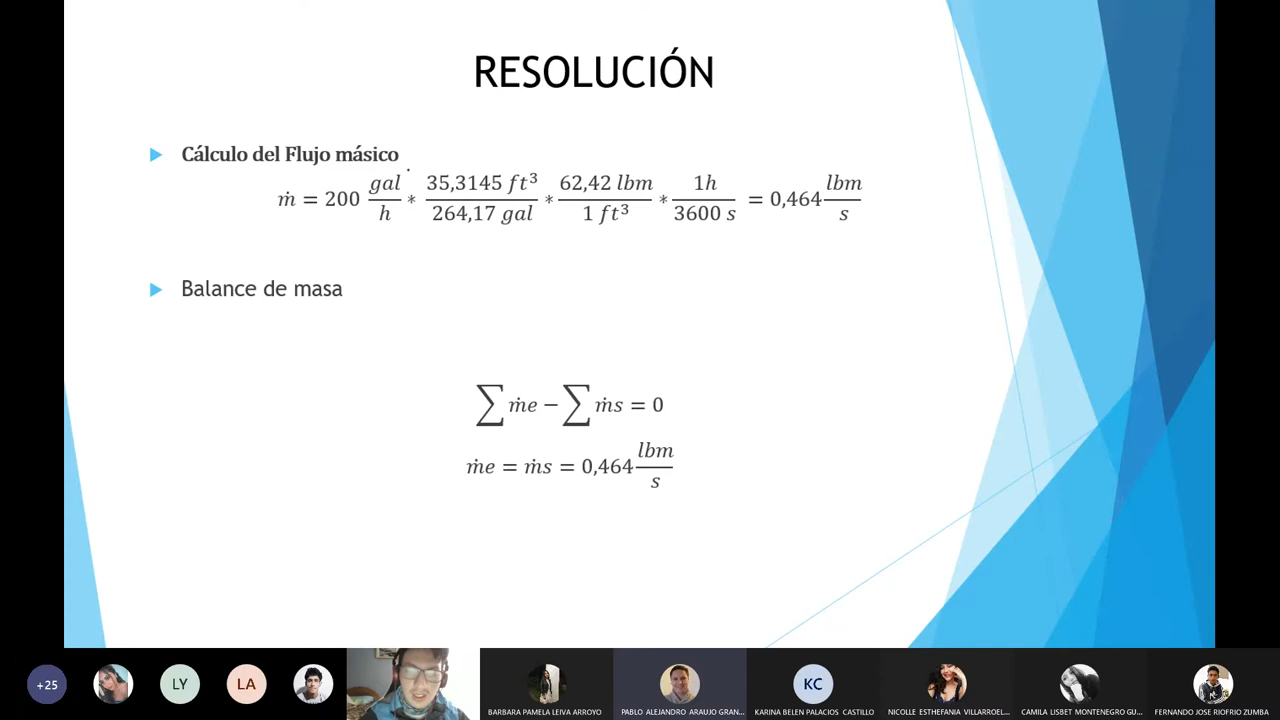 RESOLUCIÓN
Cálculo del Flujo másico
ṁ = 200 gal/h * 35,3145 ft³/264,17 gal * 62,42 lbm/1 ft³ * 1h/3600 s = 0,464 lbm/s
Balance de masa
∑ ṁe − ∑ ṁs = 0
ṁe = ṁs = 0,464 lbm/s
+25
LY
LA
BARBARA PAMELA LEIVA ARROYO
PABLO ALEJANDRO ARAUJO GRAN...
KC
KARINA BELEN PALACIOS CASTILLO
NICOLLE ESTHEFANIA VILLARROEL...
CAMILA LISBET MONTENEGRO GU...
FERNANDO JOSE RIOFRIO ZUMBA